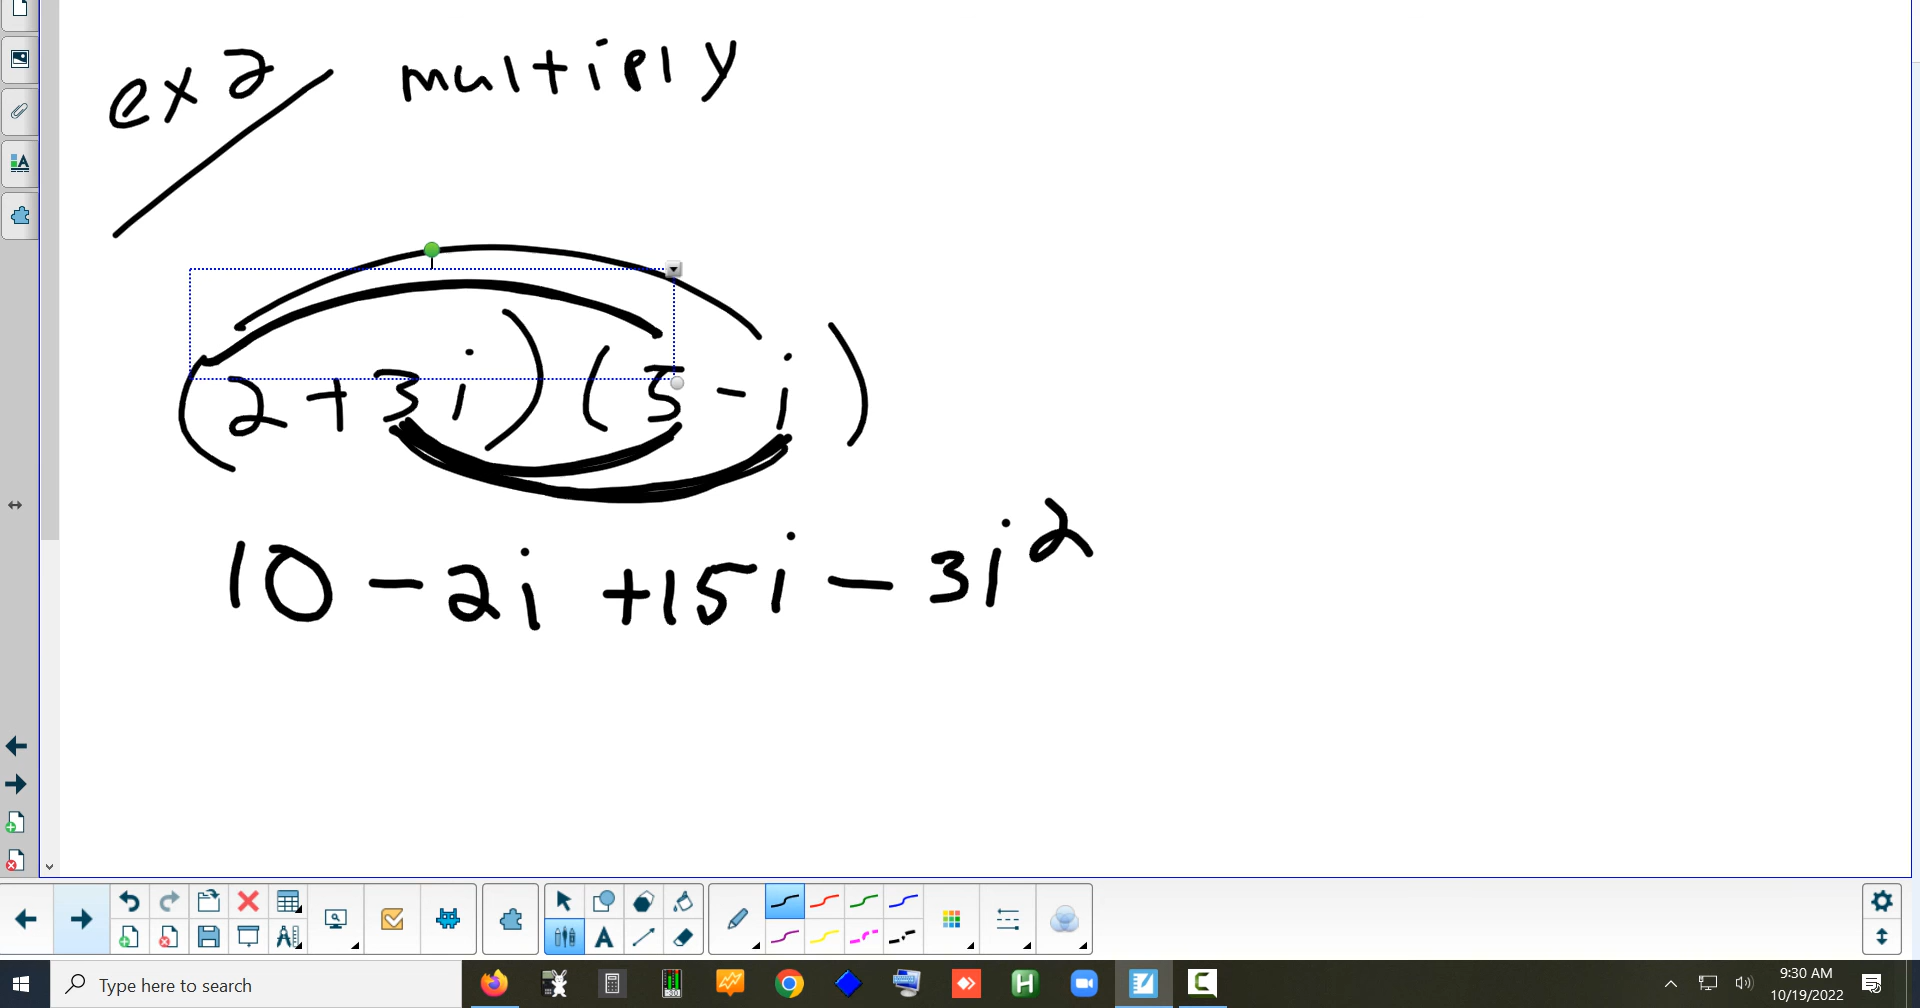 ex 2 multiply
(2+3i)(5-i)
10-2i+15i-3i²
Type here to search
9:30 AM
10/19/2022